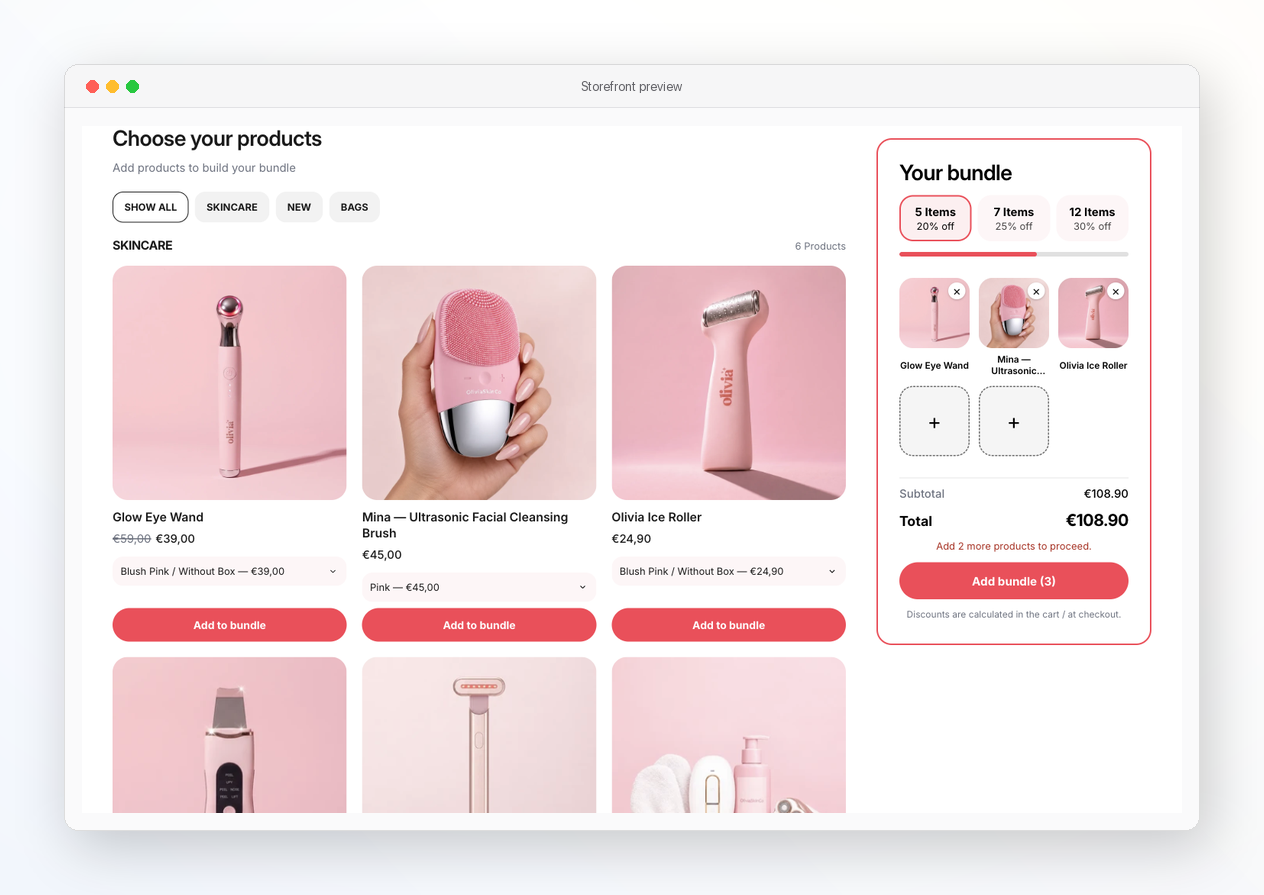 Storefront preview
Choose your products
Add products to build your bundle
SHOW ALL
SKINCARE
NEW
BAGS
SKINCARE
6 Products
olivia
olivia
Glow Eye Wand
€59,00 €39,00
Blush Pink / Without Box — €39,00
Add to bundle
Mina — Ultrasonic Facial Cleansing
Brush
€45,00
Pink — €45,00
Add to bundle
Olivia Ice Roller
€24,90
Blush Pink / Without Box — €24,90
Add to bundle
Your bundle
5 Items
20% off
7 Items
25% off
12 Items
30% off
Glow Eye Wand
Mina —
Ultrasonic...
Olivia Ice Roller
Subtotal
€108.90
Total
€108.90
Add 2 more products to proceed.
Add bundle (3)
Discounts are calculated in the cart / at checkout.